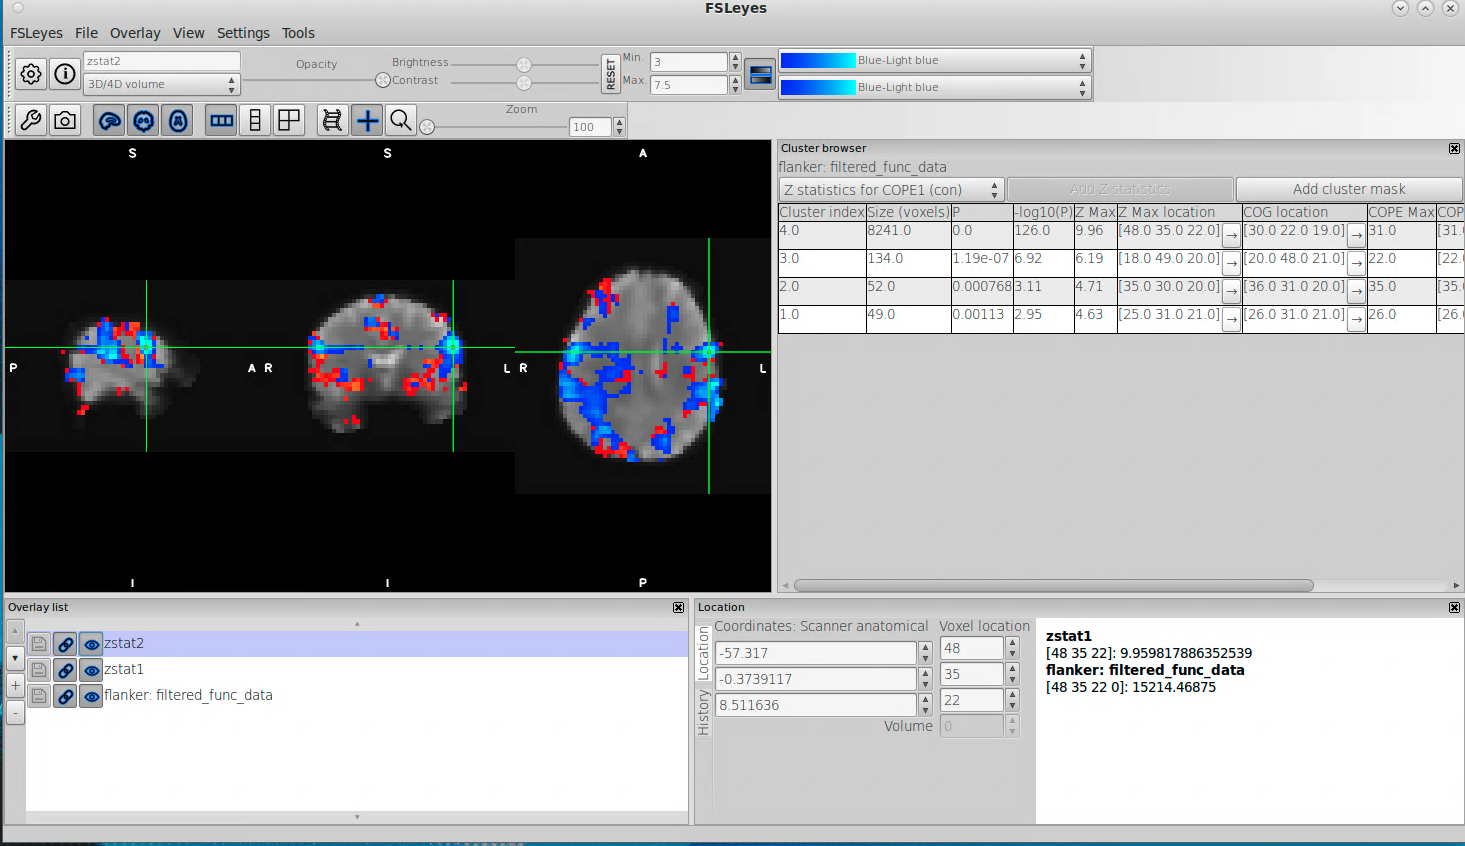 FSLeyes
FSLeyes File Overlay View Settings Tools
zstat2
3D/4D volume
Opacity
Brightness
Contrast
RESET
Min. 3
Max. 7.5
Blue-Light blue
Blue-Light blue
Zoom
100
S S A
P A R L R L
I I P
Cluster browser
flanker: filtered_func_data
Z statistics for COPE1 (con) Add Z statistics Add cluster mask
Cluster index Size (voxels) P -log10(P) Z Max Z Max location COG location COPE Max COP
4.0 8241.0 0.0 126.0 9.96 [48.0 35.0 22.0] → [30.0 22.0 19.0] → 31.0 [31.
3.0 134.0 1.19e-07 6.92 6.19 [18.0 49.0 20.0] → [20.0 48.0 21.0] → 22.0 [22.
2.0 52.0 0.000768 3.11 4.71 [35.0 30.0 20.0] → [36.0 31.0 20.0] → 35.0 [35.
1.0 49.0 0.00113 2.95 4.63 [25.0 31.0 21.0] → [26.0 31.0 21.0] → 26.0 [26.
Overlay list
zstat2
zstat1
flanker: filtered_func_data
+
-
Location
Location
History
Coordinates: Scanner anatomical Voxel location
-57.317 48
-0.3739117 35
8.511636 22
Volume 0
zstat1
[48 35 22]: 9.959817886352539
flanker: filtered_func_data
[48 35 22 0]: 15214.46875